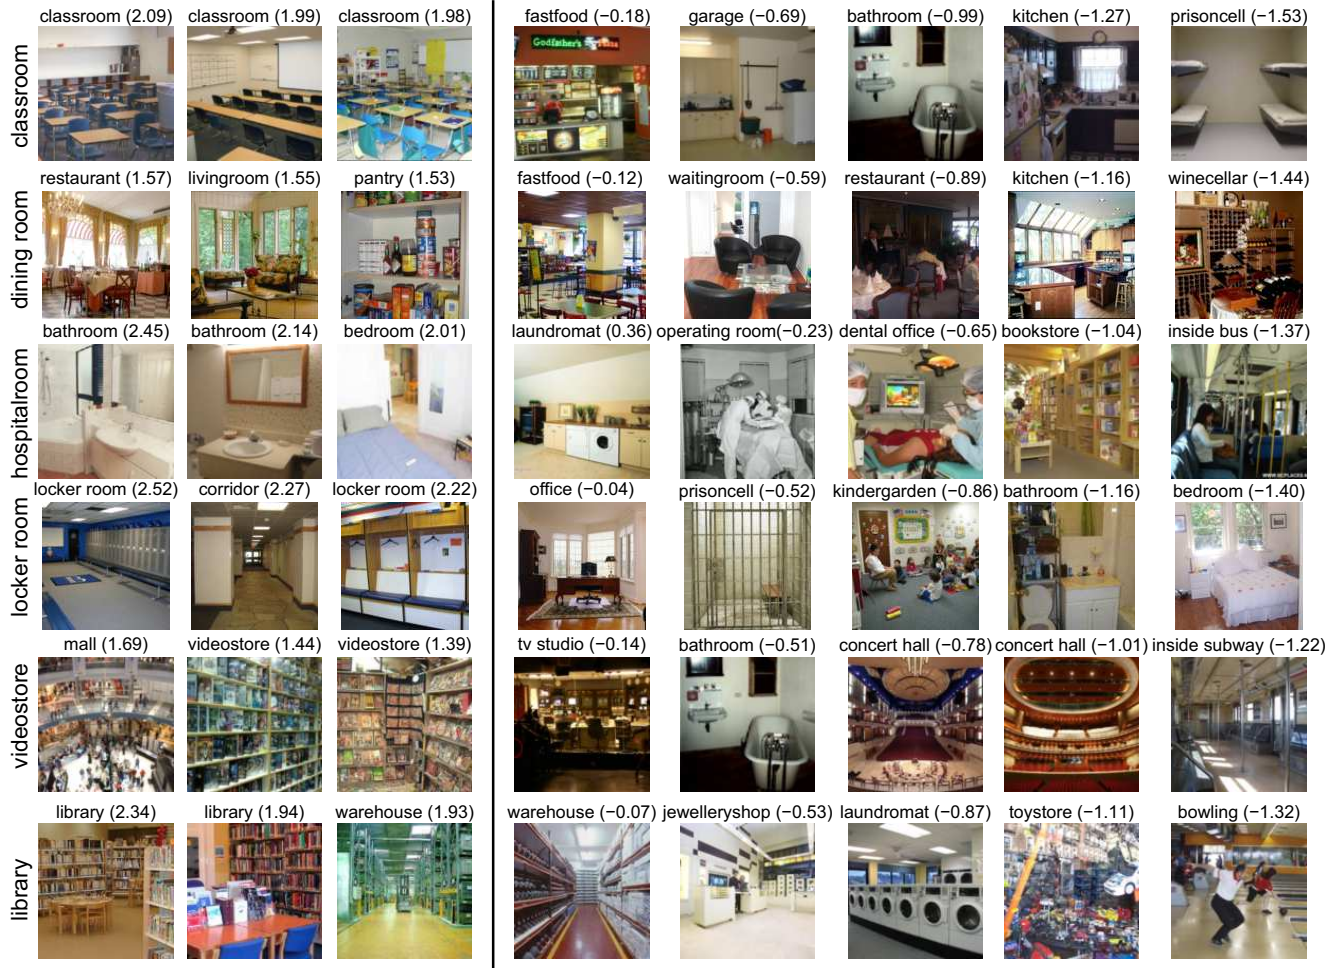 classroom (2.09) classroom (1.99) classroom (1.98) fastfood (−0.18) garage (−0.69) bathroom (−0.99) kitchen (−1.27) prisoncell (−1.53)
classroom
Godfather's
restaurant (1.57) livingroom (1.55) pantry (1.53) fastfood (−0.12) waitingroom (−0.59) restaurant (−0.89) kitchen (−1.16) winecellar (−1.44)
dining room
bathroom (2.45) bathroom (2.14) bedroom (2.01) laundromat (0.36) operating room(−0.23) dental office (−0.65) bookstore (−1.04) inside bus (−1.37)
hospitalroom
locker room (2.52) corridor (2.27) locker room (2.22) office (−0.04) prisoncell (−0.52) kindergarden (−0.86) bathroom (−1.16) bedroom (−1.40)
locker room
mall (1.69) videostore (1.44) videostore (1.39) tv studio (−0.14) bathroom (−0.51) concert hall (−0.78) concert hall (−1.01) inside subway (−1.22)
videostore
library (2.34) library (1.94) warehouse (1.93) warehouse (−0.07) jewelleryshop (−0.53) laundromat (−0.87) toystore (−1.11) bowling (−1.32)
library